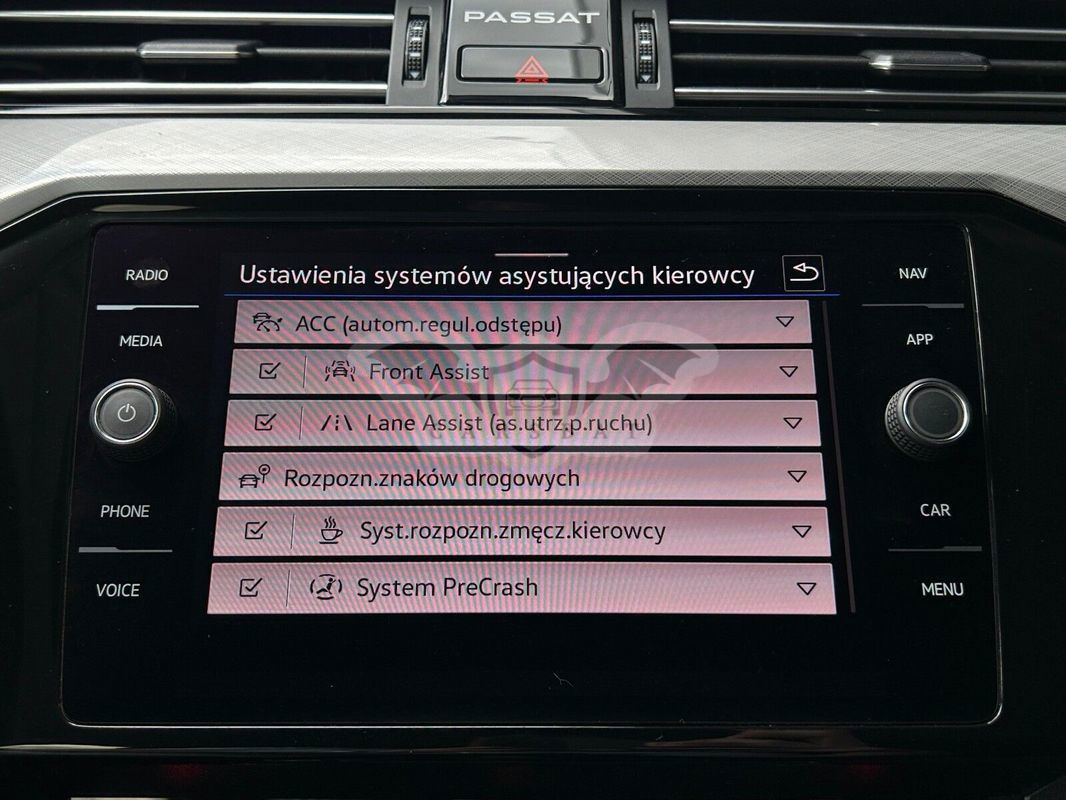 PASSAT
RADIO
MEDIA
PHONE
VOICE
Ustawienia systemów asystujących kierowcy
ACC (autom.regul.odstępu)
Front Assist
Lane Assist (as.utrz.p.ruchu)
Rozpozn.znaków drogowych
Syst.rozpozn.zmęcz.kierowcy
System PreCrash
NAV
APP
CAR
MENU